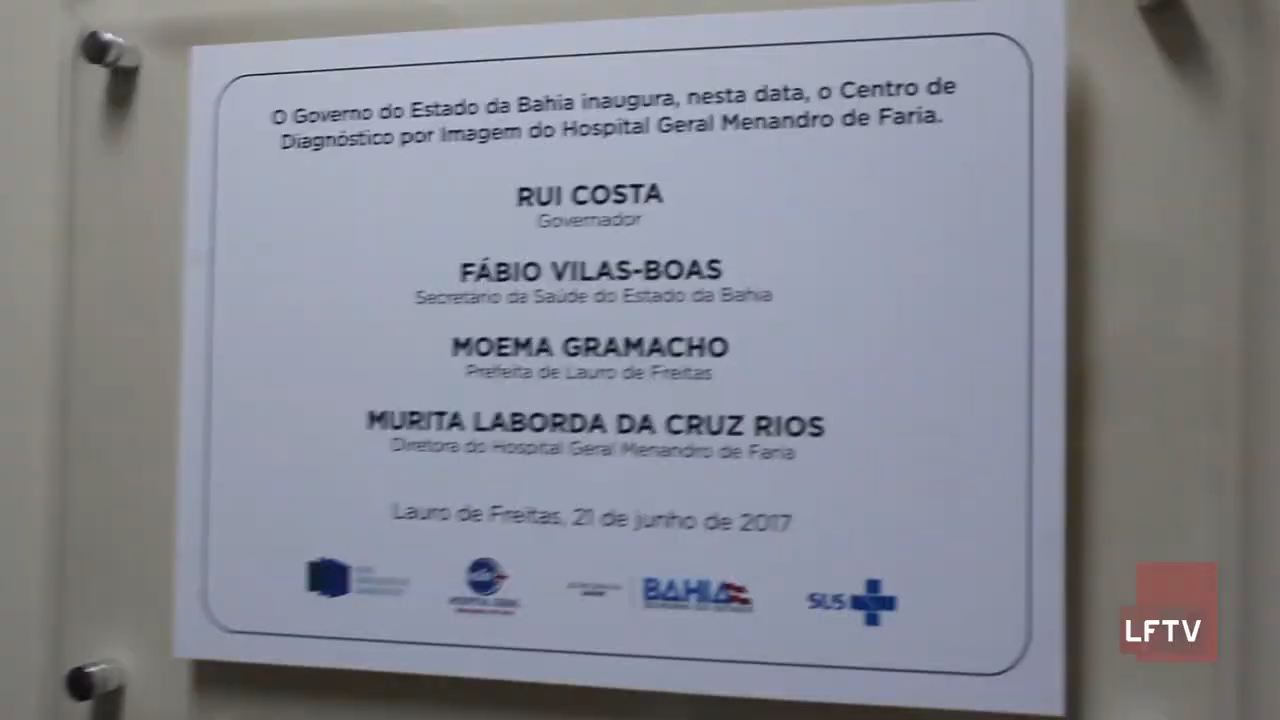 O Governo do Estado da Bahia inaugura, nesta data, o Centro de
Diagnóstico por Imagem do Hospital Geral Menandro de Faria.
RUI COSTA
Governador
FÁBIO VILAS-BOAS
Secretário da Saúde do Estado da Bahia
MOEMA GRAMACHO
Prefeita de Lauro de Freitas
MURITA LABORDA DA CRUZ RIOS
Diretora do Hospital Geral Menandro de Faria
Lauro de Freitas, 21 de junho de 2017
BAHIA
SUS
LFTV